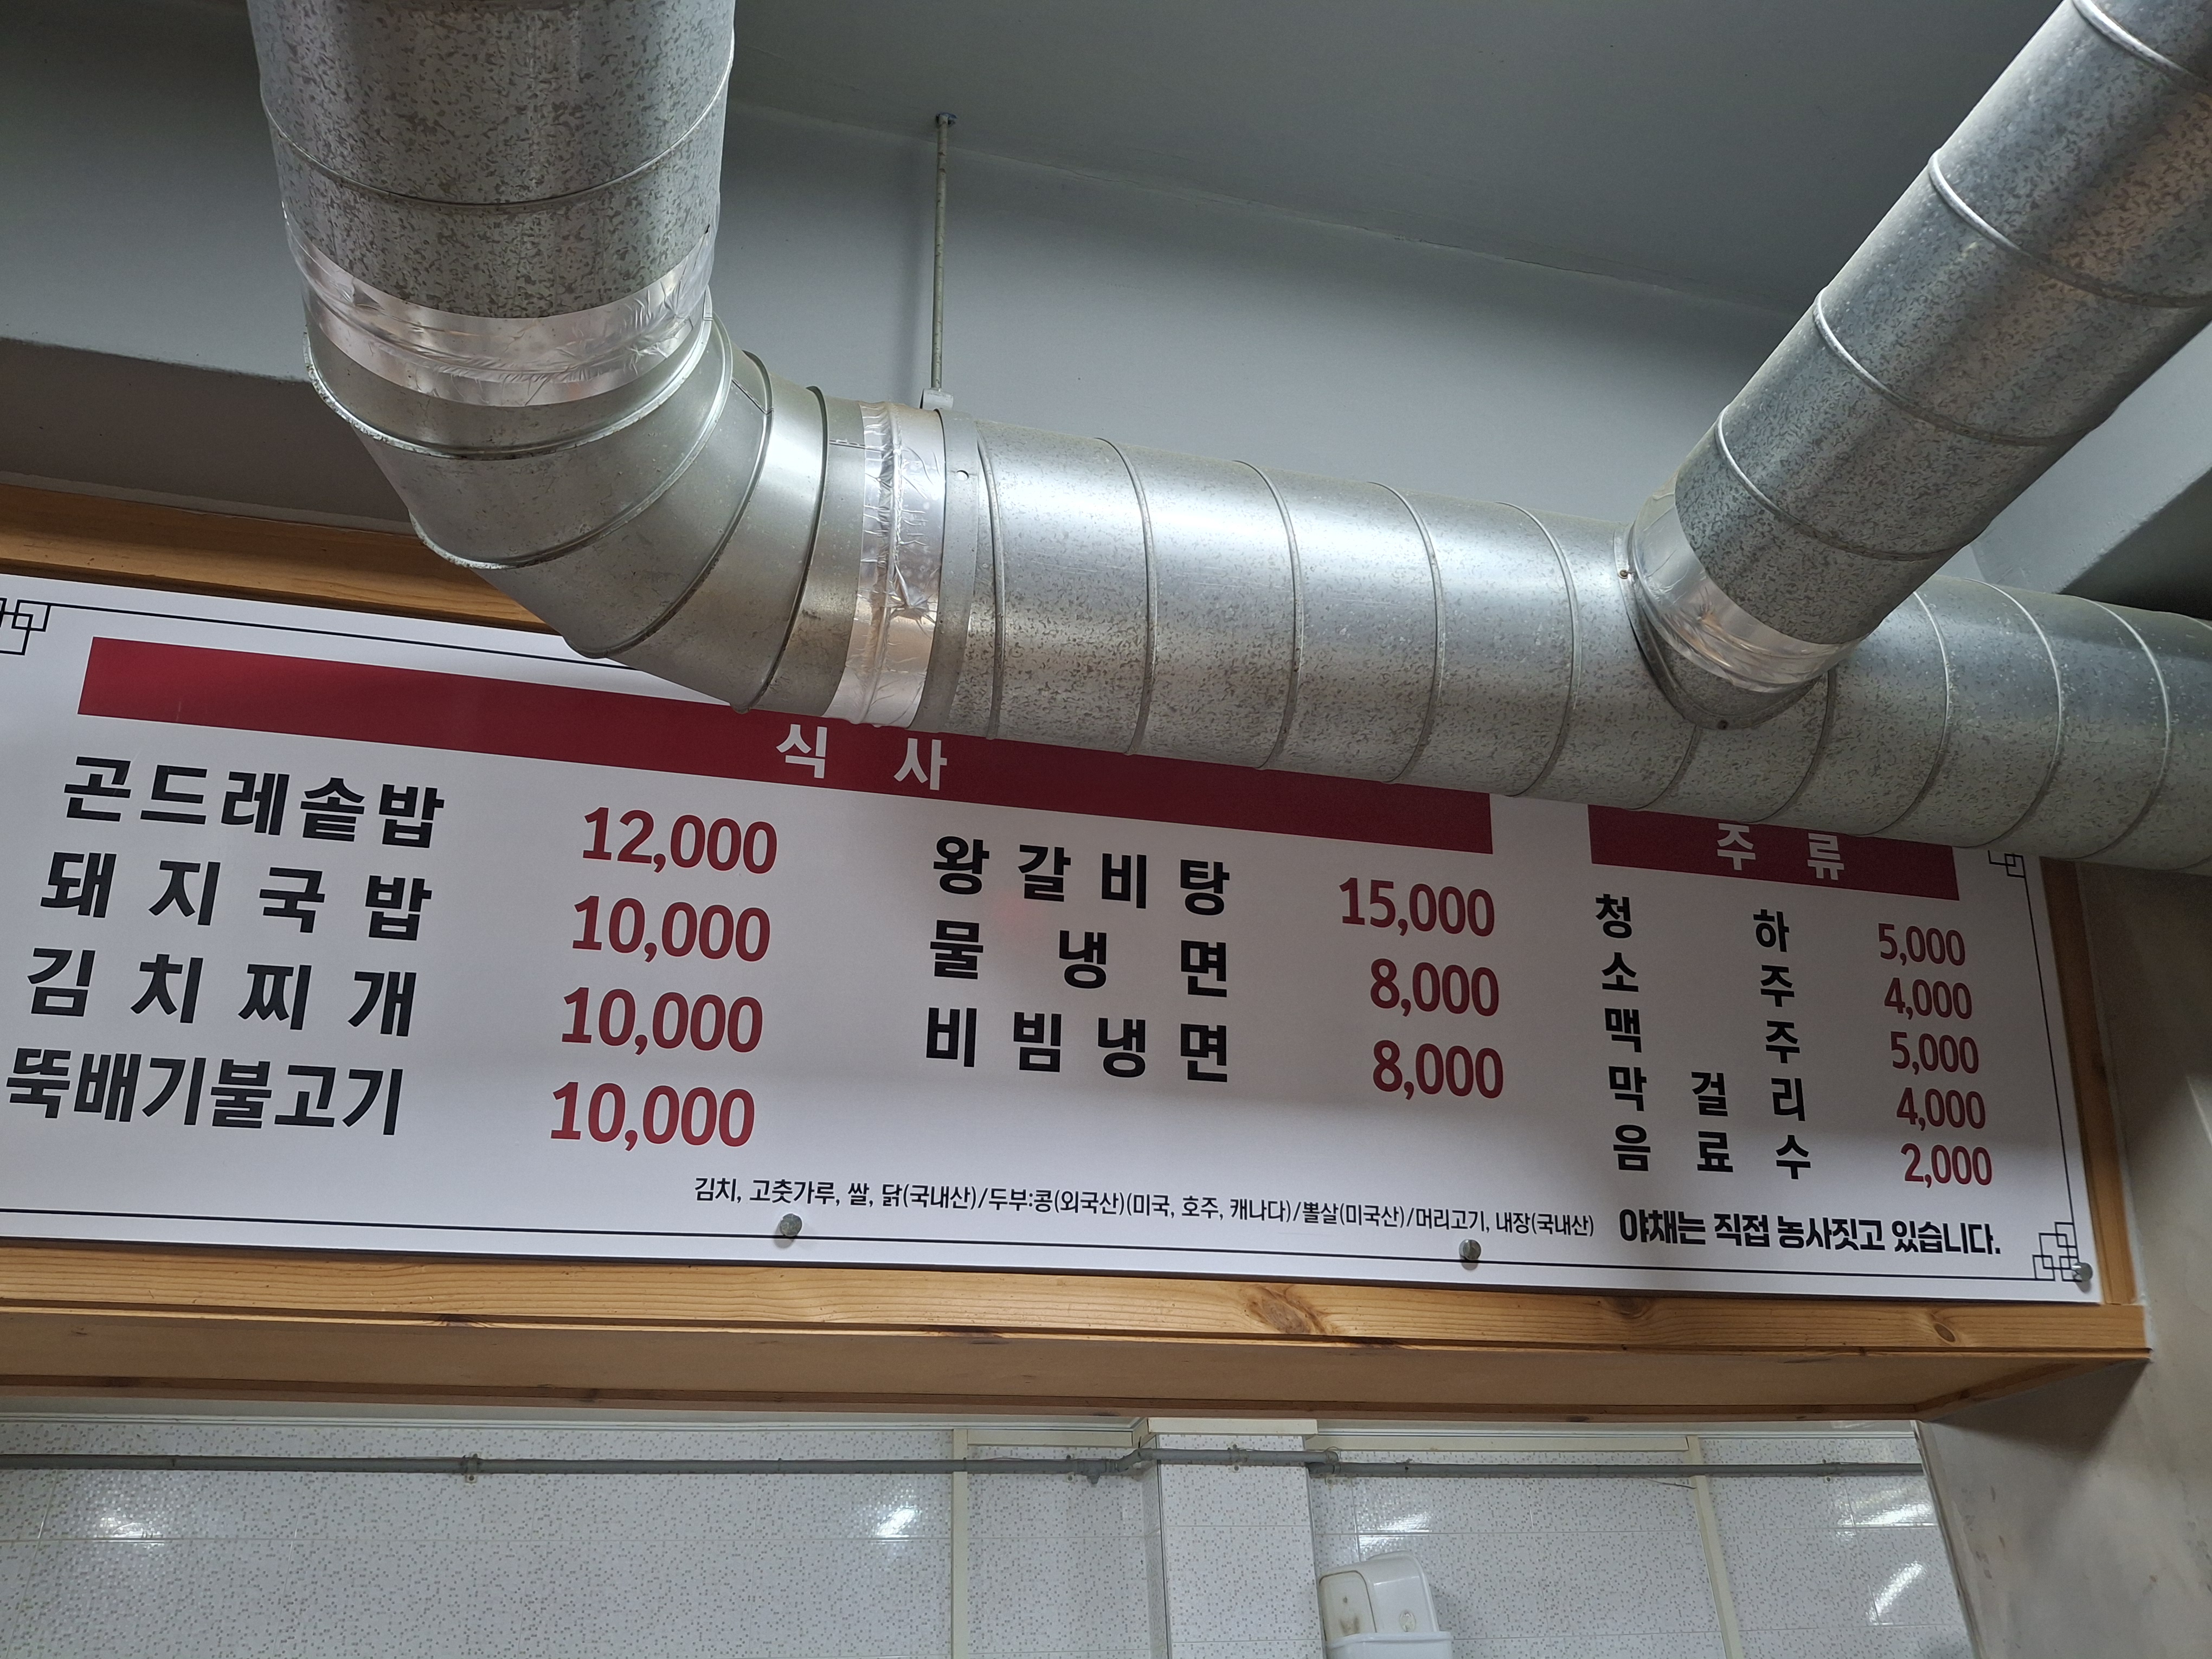 식 사
곤드레솥밥 12,000
돼지국밥 10,000
김치찌개 10,000
뚝배기불고기 10,000
왕갈비탕 15,000
물냉면 8,000
비빔냉면 8,000
주 류
청하 5,000
소주 4,000
맥주 5,000
막걸리 4,000
음료수 2,000
김치, 고춧가루, 쌀, 닭(국내산)/두부:콩(외국산)(미국, 호주, 캐나다)/뽈살(미국산)/머리고기, 내장(국내산)
야채는 직접 농사짓고 있습니다.